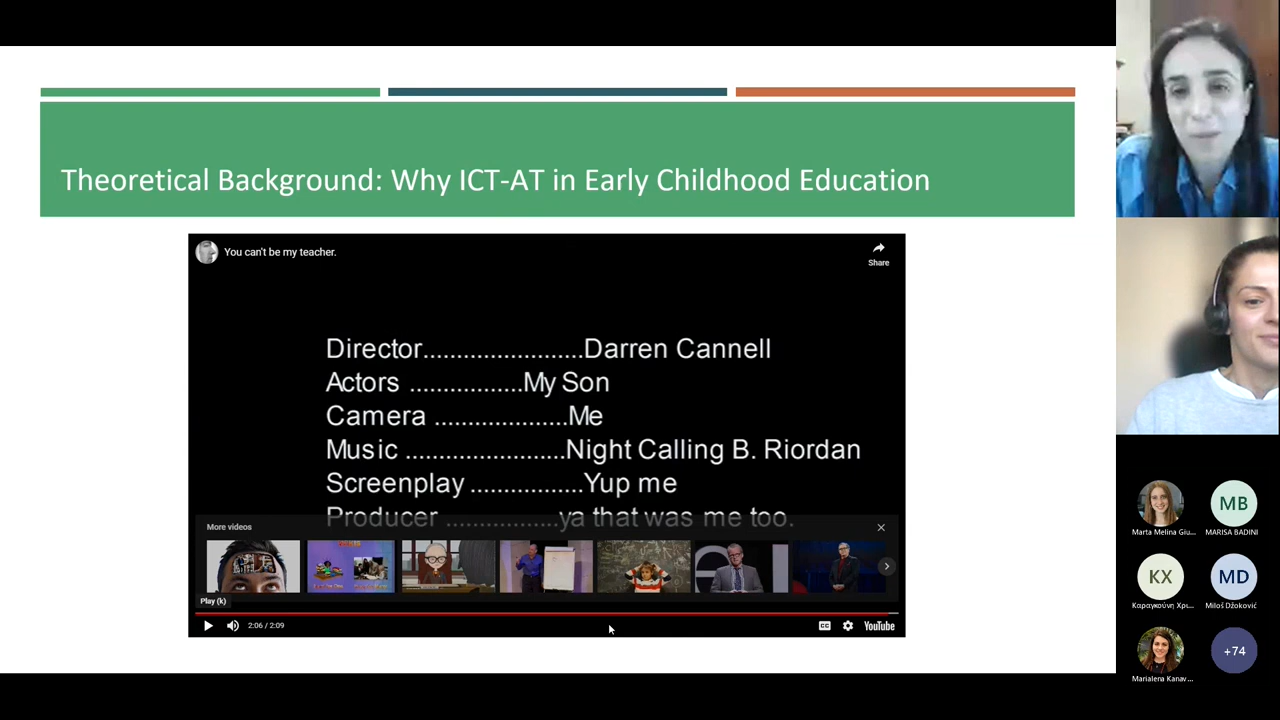 Theoretical Background: Why ICT-AT in Early Childhood Education
You can't be my teacher.
Share
Director.......................Darren Cannell
Actors .................My Son
Camera ....................Me
Music ........................Night Calling B. Riordan
Screenplay .................Yup me
Producer .................ya that was me too.
More videos
Play (k)
2:06 / 2:09
CC
YouTube
MB
Marta Melina Giu...
MARISA BADINI
KX
MD
Καραγκούνη Χρι...
Miloš Džoković
+74
Marialena Kanav...